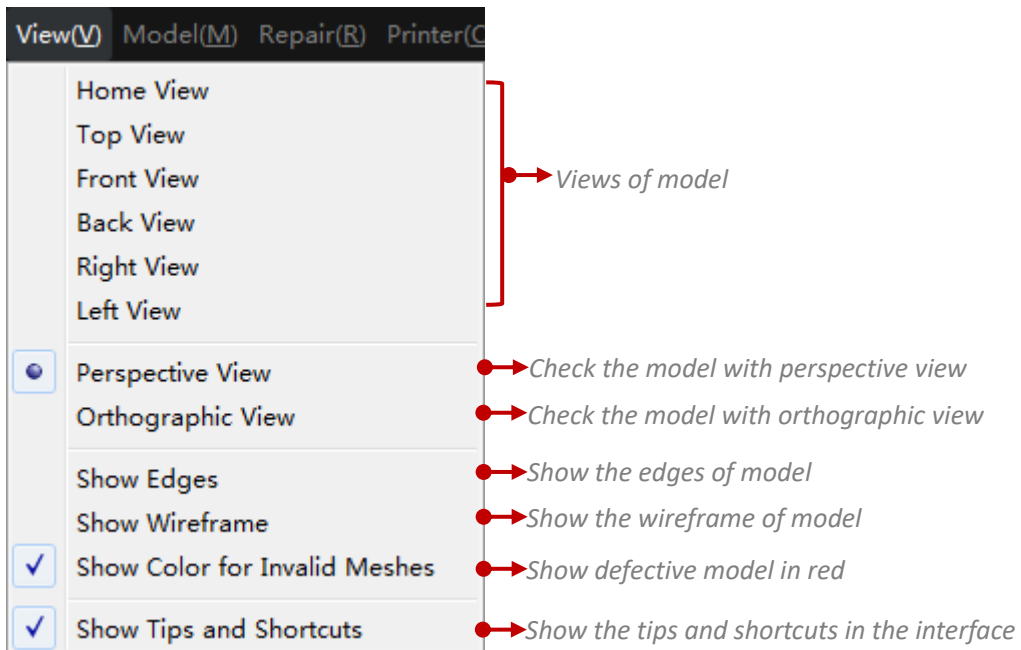 View(V) Model(M) Repair(R) Printer(
Home View
Top View
Front View
Back View
Right View
Left View
Views of model
Perspective View Check the model with perspective view
Orthographic View Check the model with orthographic view
Show Edges Show the edges of model
Show Wireframe Show the wireframe of model
Show Color for Invalid Meshes Show defective model in red
Show Tips and Shortcuts Show the tips and shortcuts in the interface